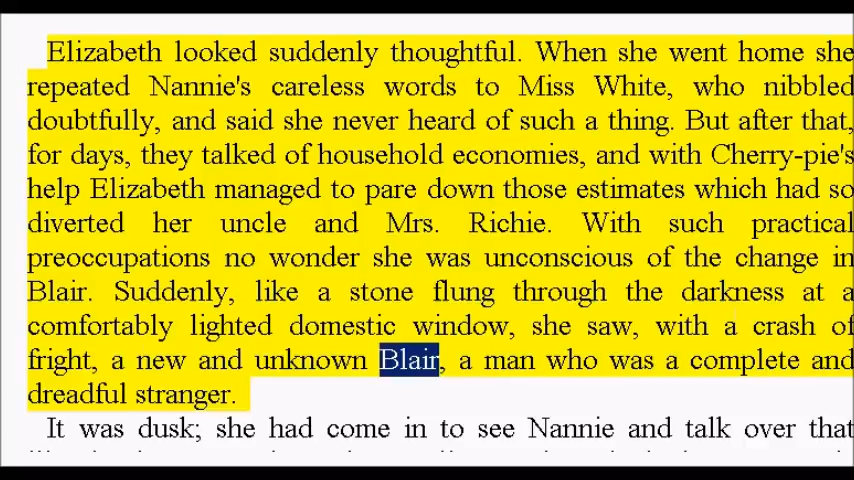 Elizabeth looked suddenly thoughtful. When she went home she
repeated Nannie's careless words to Miss White, who nibbled
doubtfully, and said she never heard of such a thing. But after that,
for days, they talked of household economies, and with Cherry-pie's
help Elizabeth managed to pare down those estimates which had so
diverted her uncle and Mrs. Richie. With such practical
preoccupations no wonder she was unconscious of the change in
Blair. Suddenly, like a stone flung through the darkness at a
comfortably lighted domestic window, she saw, with a crash of
fright, a new and unknown Blair, a man who was a complete and
dreadful stranger.
It was dusk; she had come in to see Nannie and talk over that